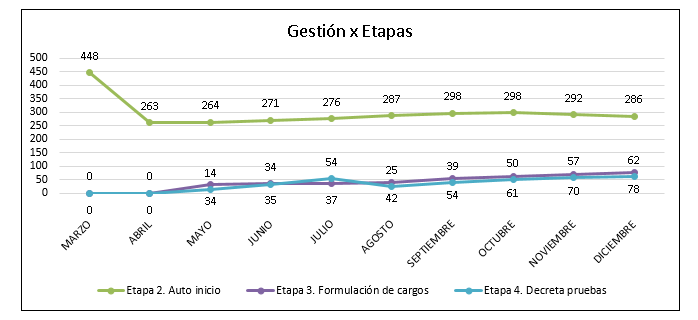 Gestión x Etapas
500
450
400
350
300
250
200
150
100
50
0
448 263 264 271 276 287 298 298 292 286
0 0 14 34 54 25 39 50 57 62
0 0 34 35 37 42 54 61 70 78
MARZO ABRIL MAYO JUNIO JULIO AGOSTO SEPTIEMBRE OCTUBRE NOVIEMBRE DICIEMBRE
Etapa 2. Auto inicio Etapa 3. Formulación de cargos Etapa 4. Decreta pruebas